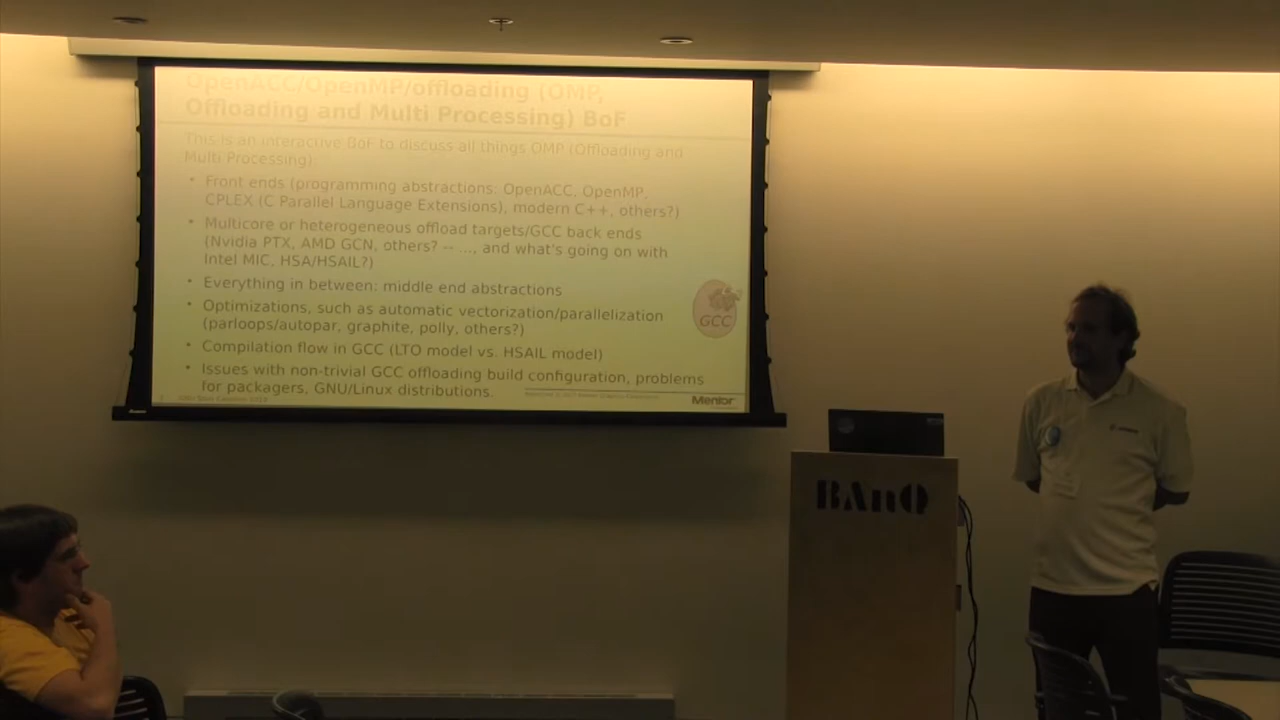 OpenACC/OpenMP/offloading (OMP,
Offloading and Multi Processing) BoF
This is an interactive BoF to discuss all things OMP (Offloading and
Multi Processing):
• Front ends (programming abstractions: OpenACC, OpenMP,
CPLEX (C Parallel Language Extensions), modern C++, others?)
• Multicore or heterogeneous offload targets/GCC back ends
(Nvidia PTX, AMD GCN, others? -- ..., and what's going on with
Intel MIC, HSA/HSAIL?)
• Everything in between: middle end abstractions
• Optimizations, such as automatic vectorization/parallelization
(parloops/autopar, graphite, polly, others?)
• Compilation flow in GCC (LTO model vs. HSAIL model)
• Issues with non-trivial GCC offloading build configuration, problems
for packagers, GNU/Linux distributions.
GCC
Mentor
BAnQ